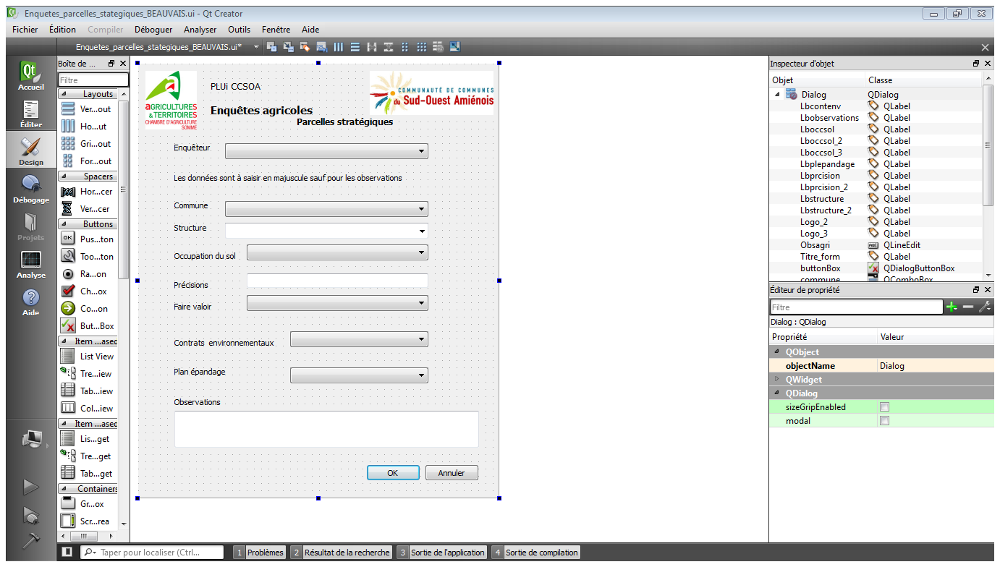 Enquetes_parcelles_stategiques_BEAUVAIS.ui - Qt Creator
Fichier Édition Compiler Déboguer Analyser Outils Fenêtre Aide
Enquetes_parcelles_stategiques_BEAUVAIS.ui*
Qt
Accueil
Éditer
Design
Débogage
Projets
Analyse
Aide
Boîte de ...
Filtre
Layouts
Ver...out
Ho...ut
Gri...out
For...out
Spacers
Hor...cer
Ver...cer
Buttons
OK Pus...ton
Too...ton
Ra...on
Ch...ox
Co...on
But...Box
Item ...ased
List View
Tre...iew
Tab...iew
Col...iew
Item ...ased
Lis...get
Tre...get
Tab...get
Containers
Gr...ox
Scr...rea
AGRICULTURES
& TERRITOIRES
CHAMBRE D'AGRICULTURE
SOMME
PLUi CCSOA
Enquêtes agricoles
Parcelles stratégiques
COMMUNAUTÉ DE COMMUNES
du Sud-Ouest Amiénois
Enquêteur
Les données sont à saisir en majuscule sauf pour les observations
Commune
Structure
Occupation du sol
Précisions
Faire valoir
Contrats environnementaux
Plan épandage
Observations
OK Annuler
Inspecteur d'objet
Objet Classe
Dialog QDialog
Lbcontenv QLabel
Lbobservations QLabel
Lboccsol QLabel
Lboccsol_2 QLabel
Lboccsol_3 QLabel
Lbplepandage QLabel
Lbprcision QLabel
Lbprcision_2 QLabel
Lbstructure QLabel
Lbstructure_2 QLabel
Logo_2 QLabel
Logo_3 QLabel
Obsagri QLineEdit
Titre_form QLabel
buttonBox QDialogButtonBox
commune QComboBox
Éditeur de propriété
Filtre
Dialog : QDialog
Propriété Valeur
QObject
objectName Dialog
QWidget
QDialog
sizeGripEnabled
modal
Taper pour localiser (Ctrl...
1 Problèmes 2 Résultat de la recherche 3 Sortie de l'application 4 Sortie de compilation